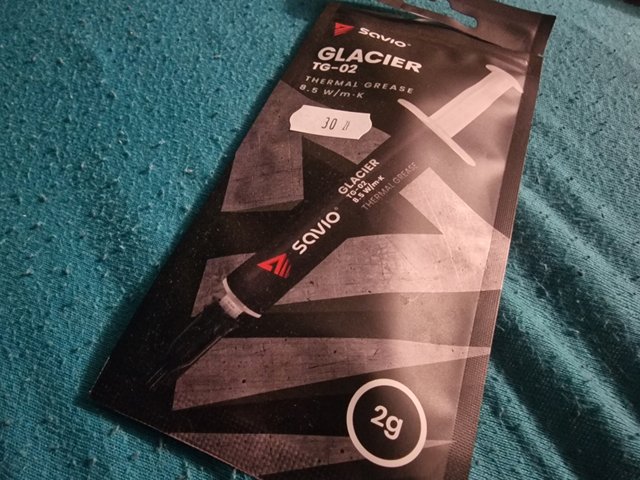 SAVIO®
GLACIER
TG-02
THERMAL GREASE
8.5 W/m·K
30 zł
GLACIER
TG-02
8.5 W/m·K
THERMAL GREASE
SAVIO®
2g